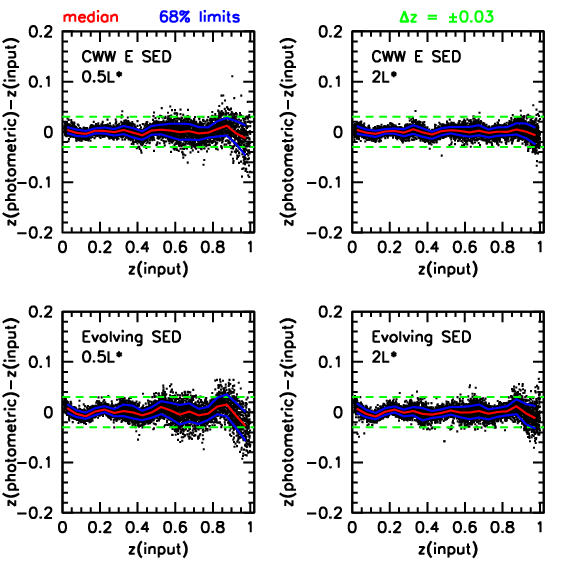 median 68% limits Δz = ±0.03
CWW E SED
0.5L*
z(photometric)−z(input)
0.2
0.1
0
−0.1
−0.2
0 0.2 0.4 0.6 0.8 1
z(input)
CWW E SED
2L*
z(photometric)−z(input)
0.2
0.1
0
−0.1
−0.2
0 0.2 0.4 0.6 0.8 1
z(input)
Evolving SED
0.5L*
z(photometric)−z(input)
0.2
0.1
0
−0.1
−0.2
0 0.2 0.4 0.6 0.8 1
z(input)
Evolving SED
2L*
z(photometric)−z(input)
0.2
0.1
0
−0.1
−0.2
0 0.2 0.4 0.6 0.8 1
z(input)